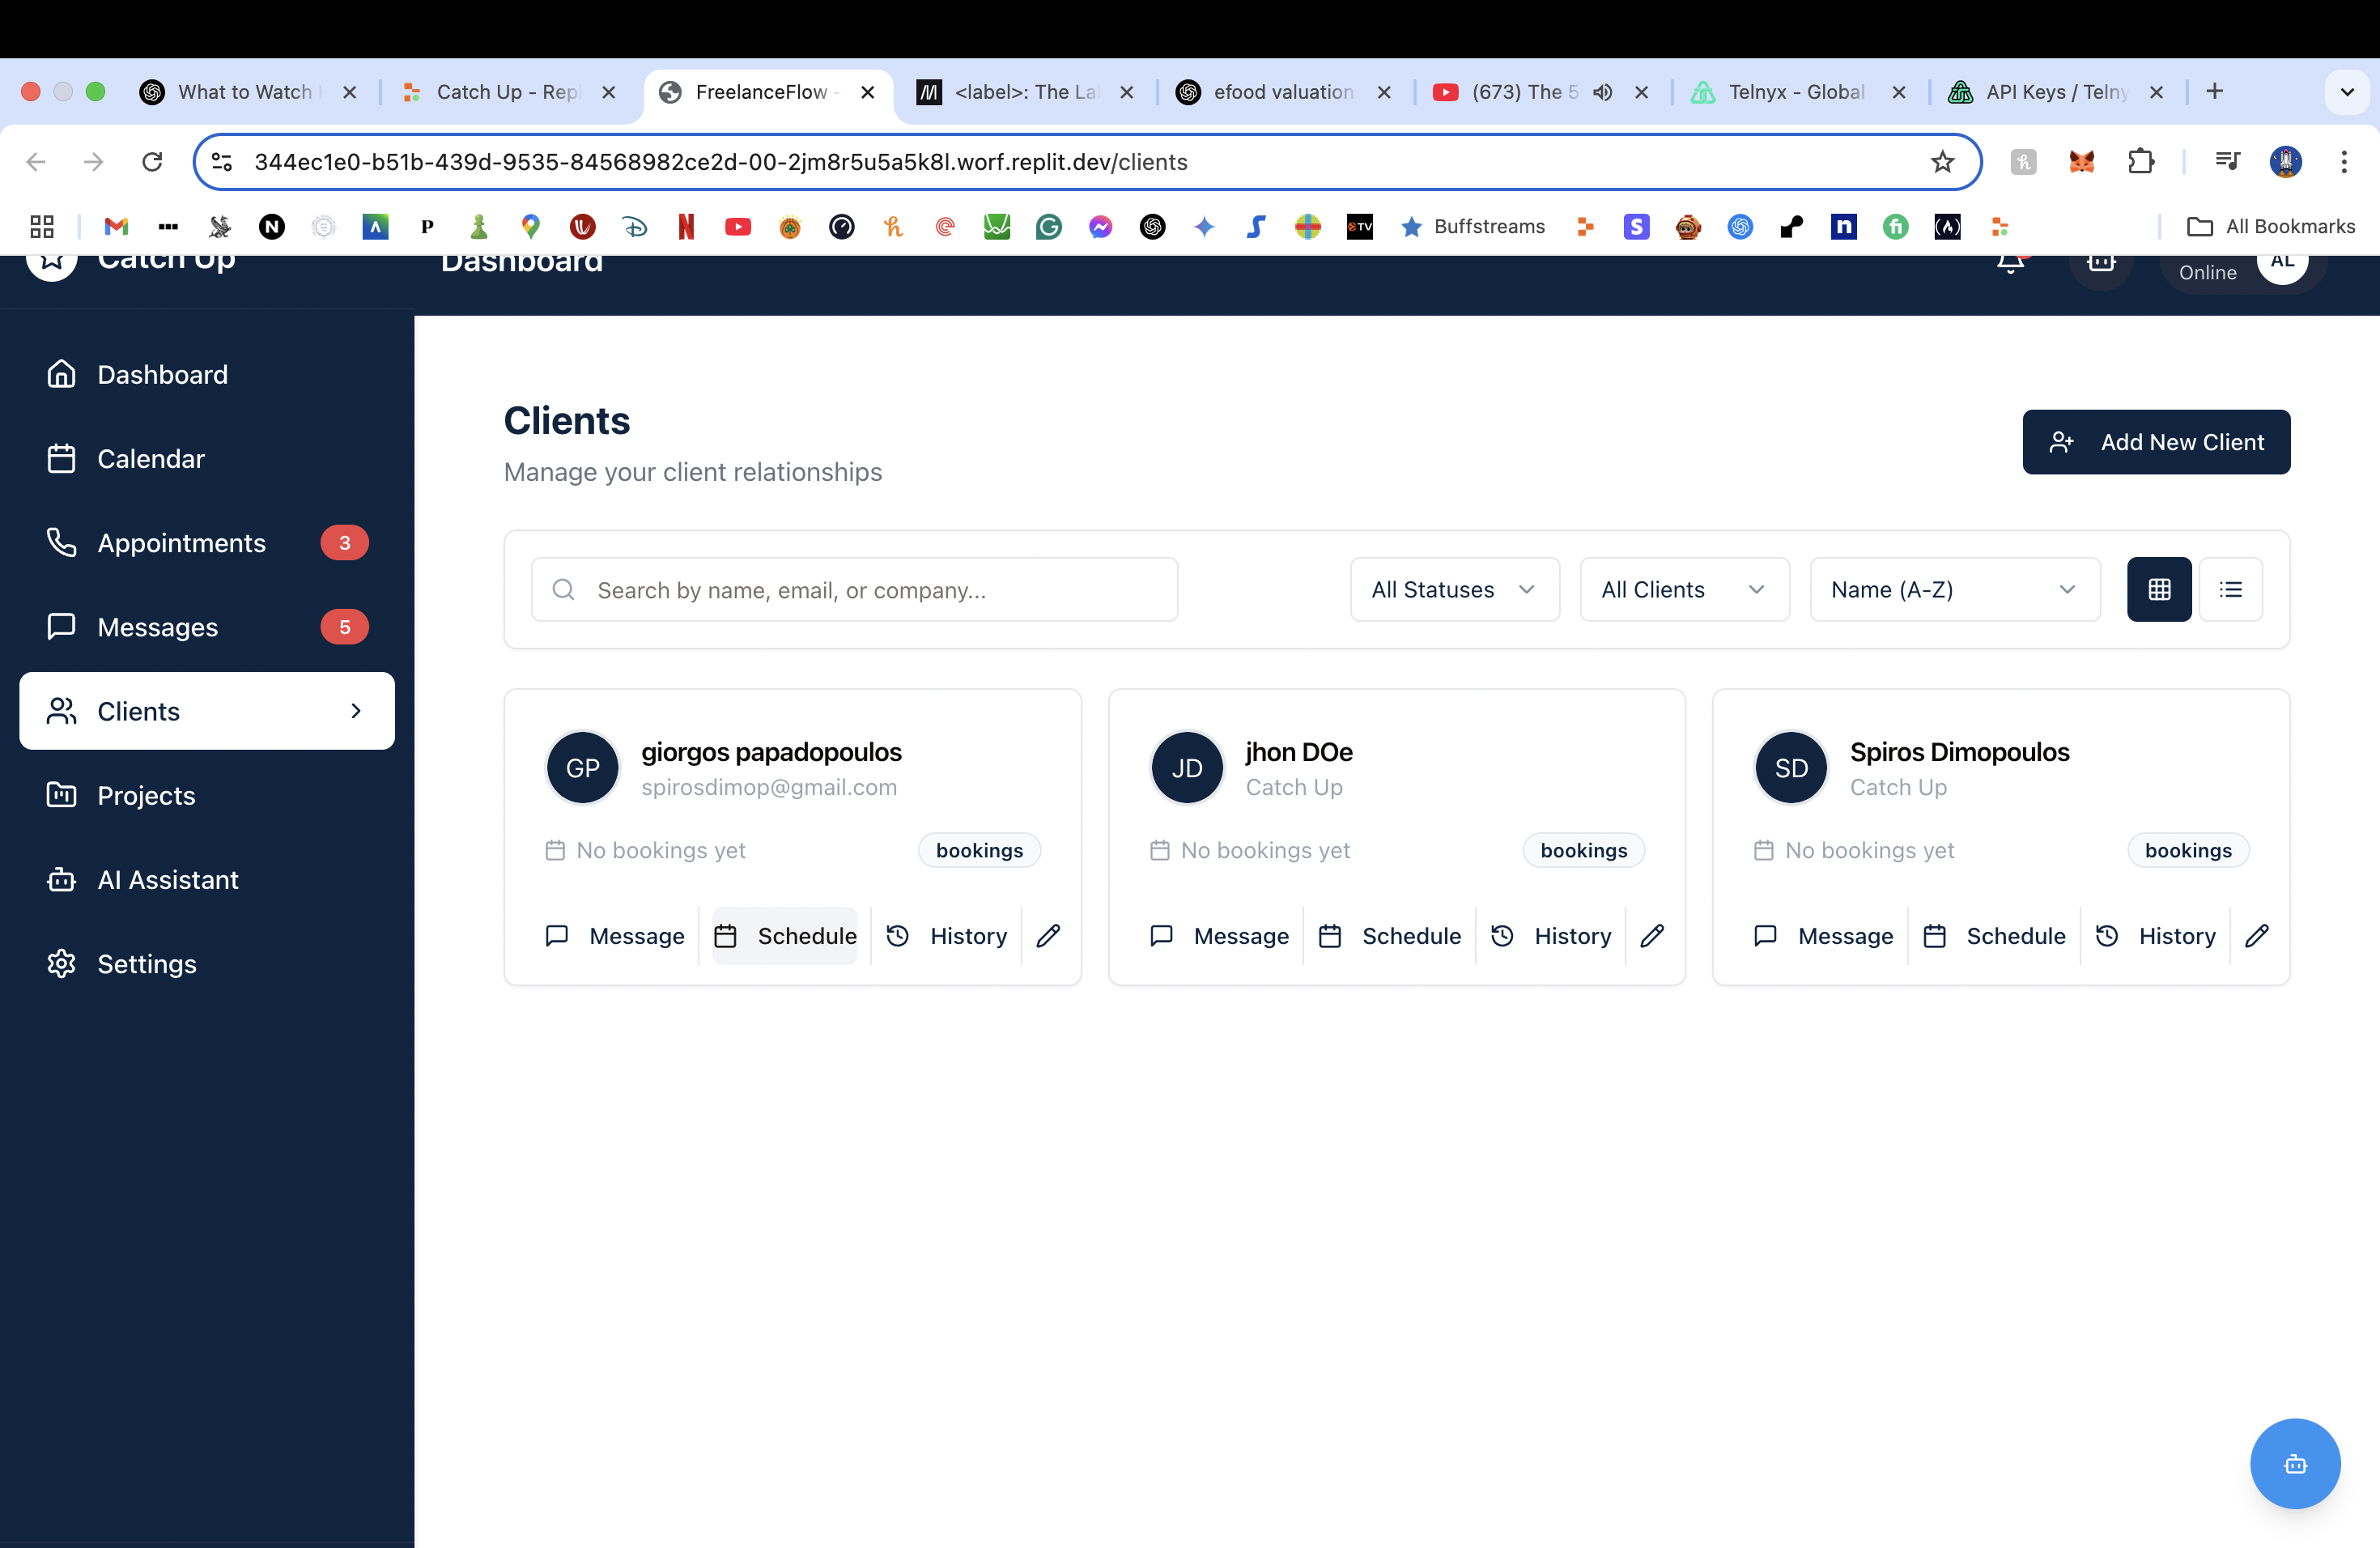 What to Watch
Catch Up - Rep
FreelanceFlow -
<label>: The La
efood valuation
(673) The 5
Telnyx - Global
API Keys / Telny
344ec1e0-b51b-439d-9535-84568982ce2d-00-2jm8r5u5a5k8l.worf.replit.dev/clients
Buffstreams
All Bookmarks
Catch Up
Dashboard
Online
AL
Dashboard
Calendar
Appointments 3
Messages 5
Clients
Projects
AI Assistant
Settings
Clients
Manage your client relationships
Add New Client
Search by name, email, or company...
All Statuses
All Clients
Name (A-Z)
GP
giorgos papadopoulos
spirosdimop@gmail.com
No bookings yet
bookings
Message
Schedule
History
JD
jhon DOe
Catch Up
No bookings yet
bookings
Message
Schedule
History
SD
Spiros Dimopoulos
Catch Up
No bookings yet
bookings
Message
Schedule
History